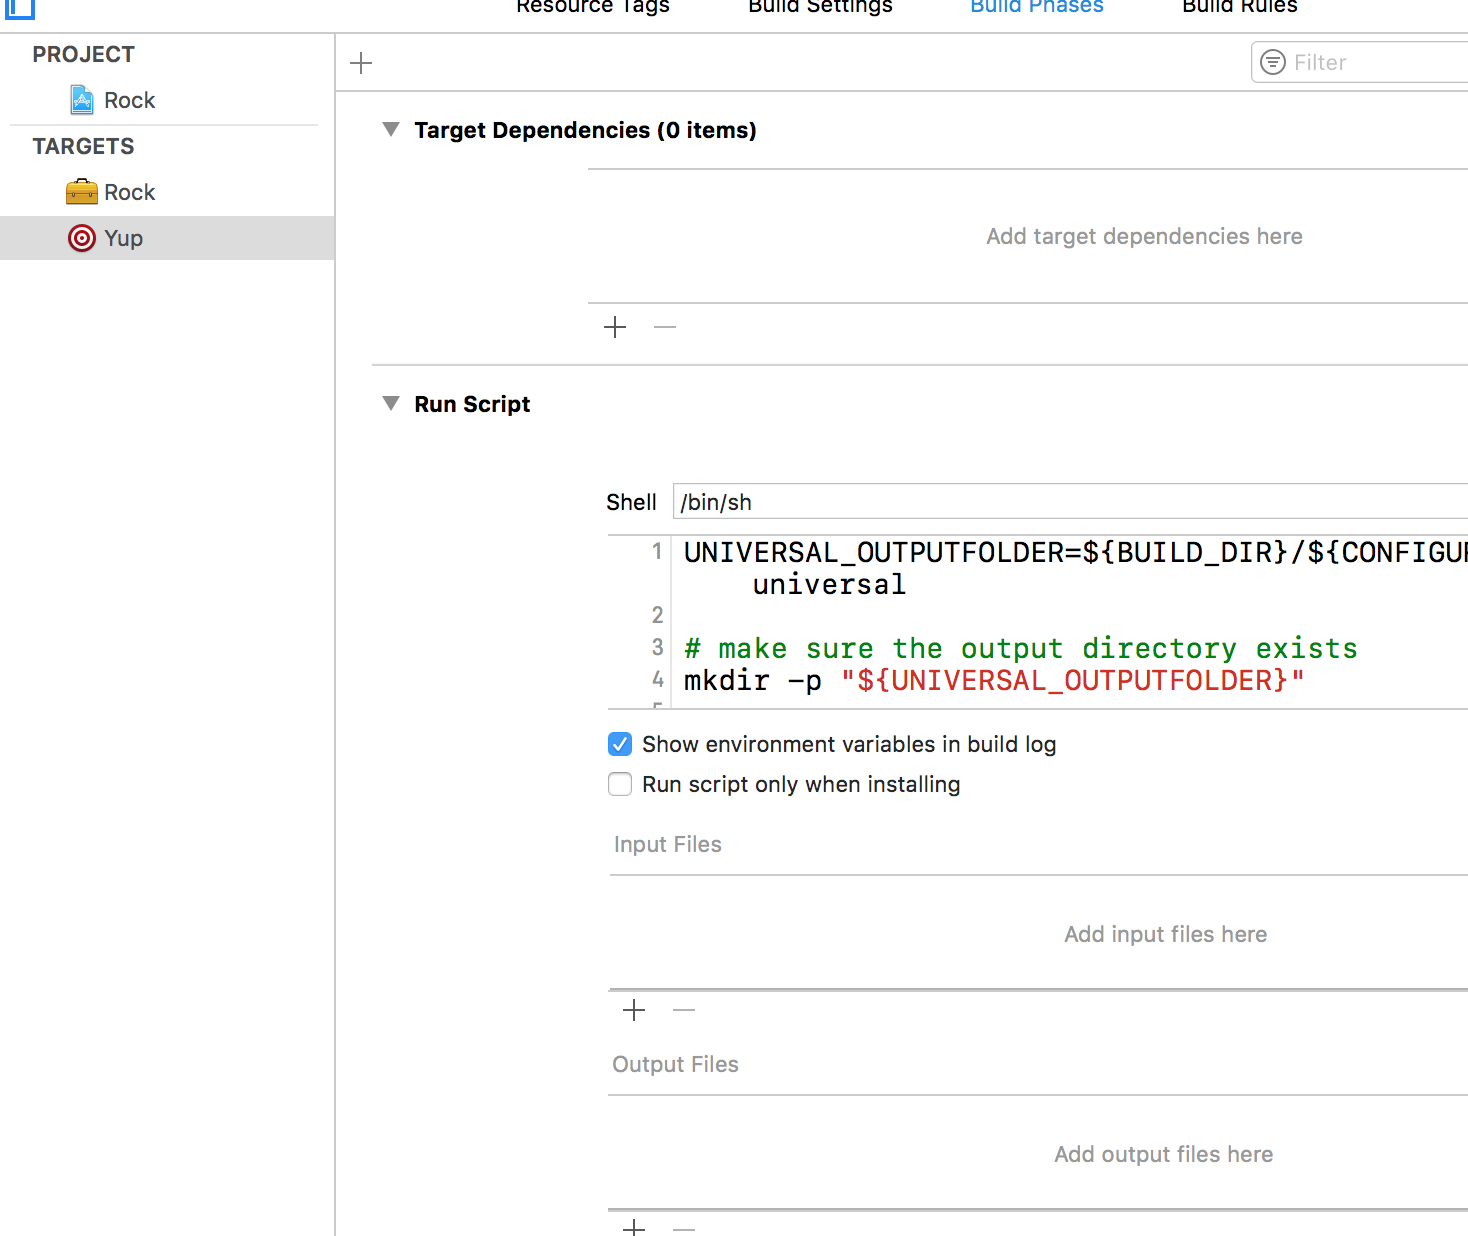 Resource Tags Build Settings Build Phases Build Rules
PROJECT
Rock
TARGETS
Rock
Yup
Filter
Target Dependencies (0 items)
Add target dependencies here
Run Script
Shell /bin/sh
1 UNIVERSAL_OUTPUTFOLDER=${BUILD_DIR}/${CONFIGUR
universal
2
3 # make sure the output directory exists
4 mkdir -p "${UNIVERSAL_OUTPUTFOLDER}"
Show environment variables in build log
Run script only when installing
Input Files
Add input files here
Output Files
Add output files here